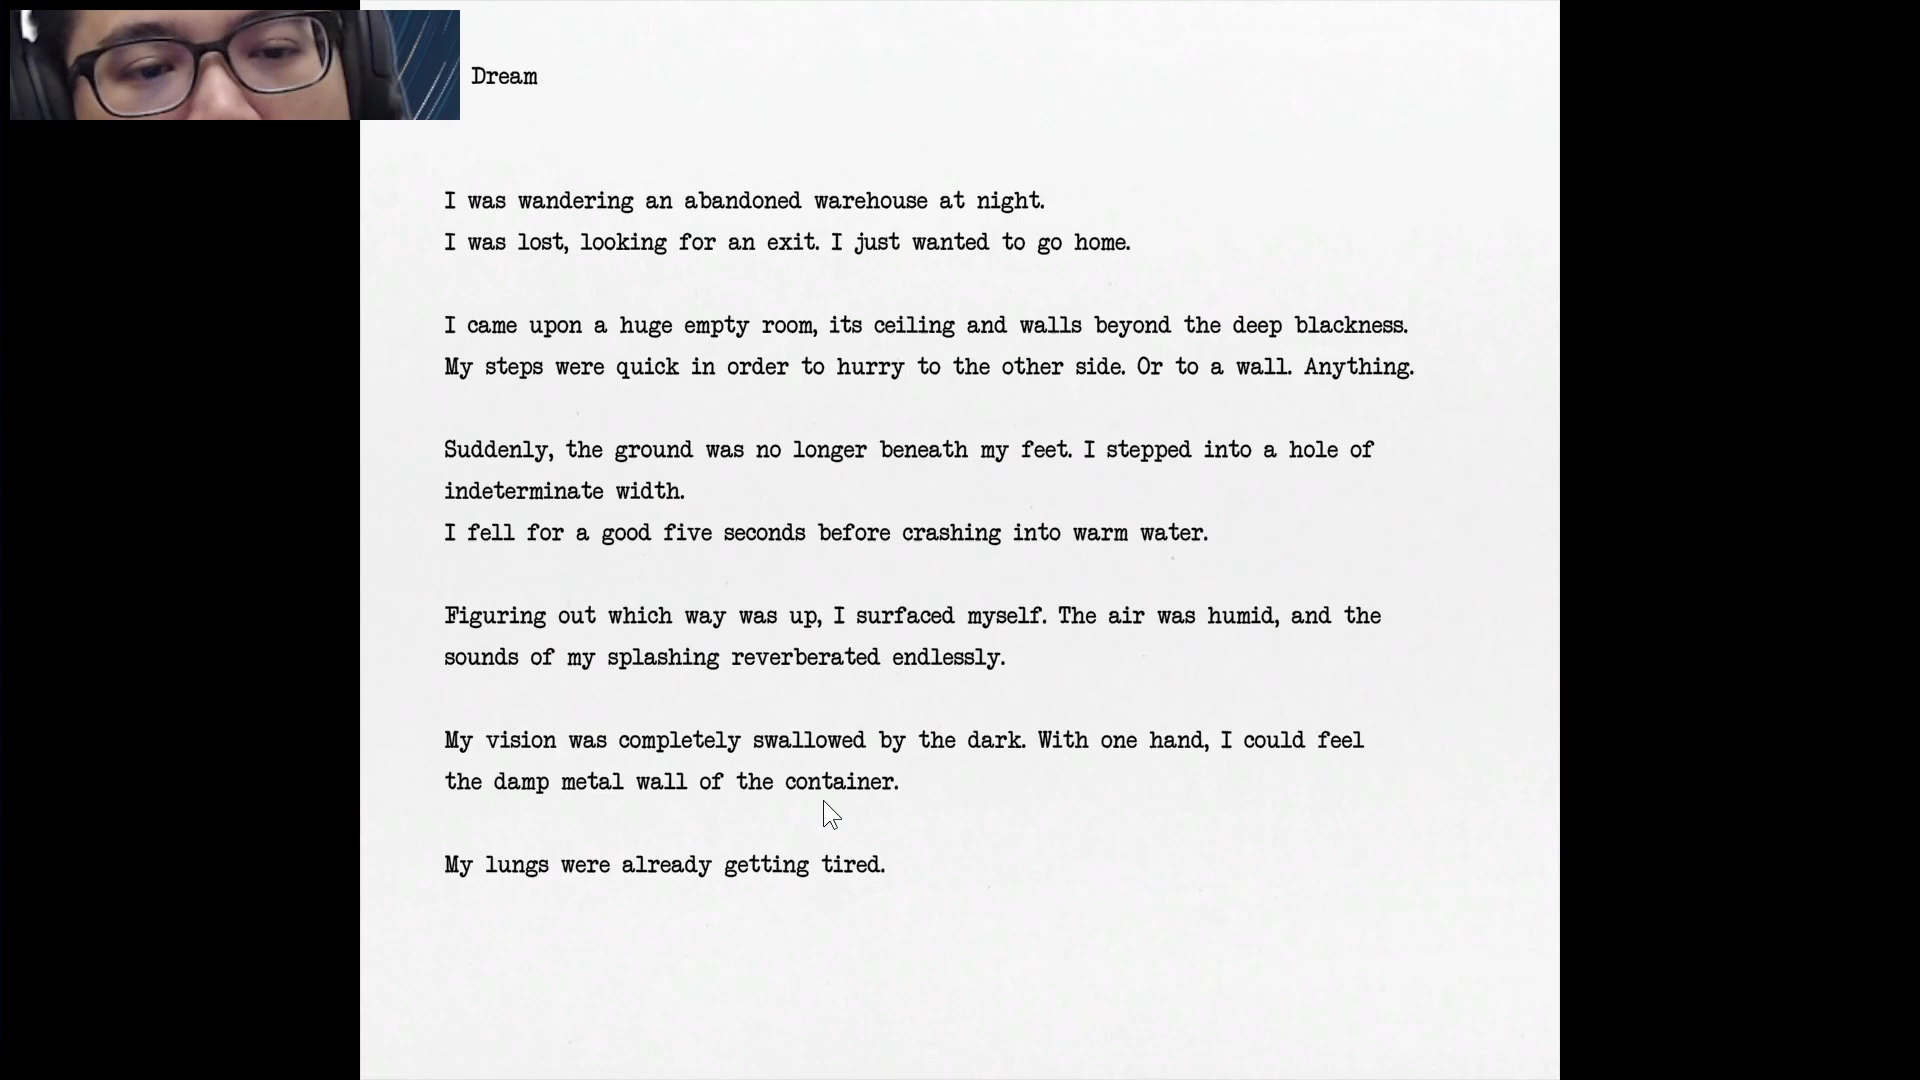 Dream
I was wandering an abandoned warehouse at night.
I was lost, looking for an exit. I just wanted to go home.
I came upon a huge empty room, its ceiling and walls beyond the deep blackness.
My steps were quick in order to hurry to the other side. Or to a wall. Anything.
Suddenly, the ground was no longer beneath my feet. I stepped into a hole of
indeterminate width.
I fell for a good five seconds before crashing into warm water.
Figuring out which way was up, I surfaced myself. The air was humid, and the
sounds of my splashing reverberated endlessly.
My vision was completely swallowed by the dark. With one hand, I could feel
the damp metal wall of the container.
My lungs were already getting tired.